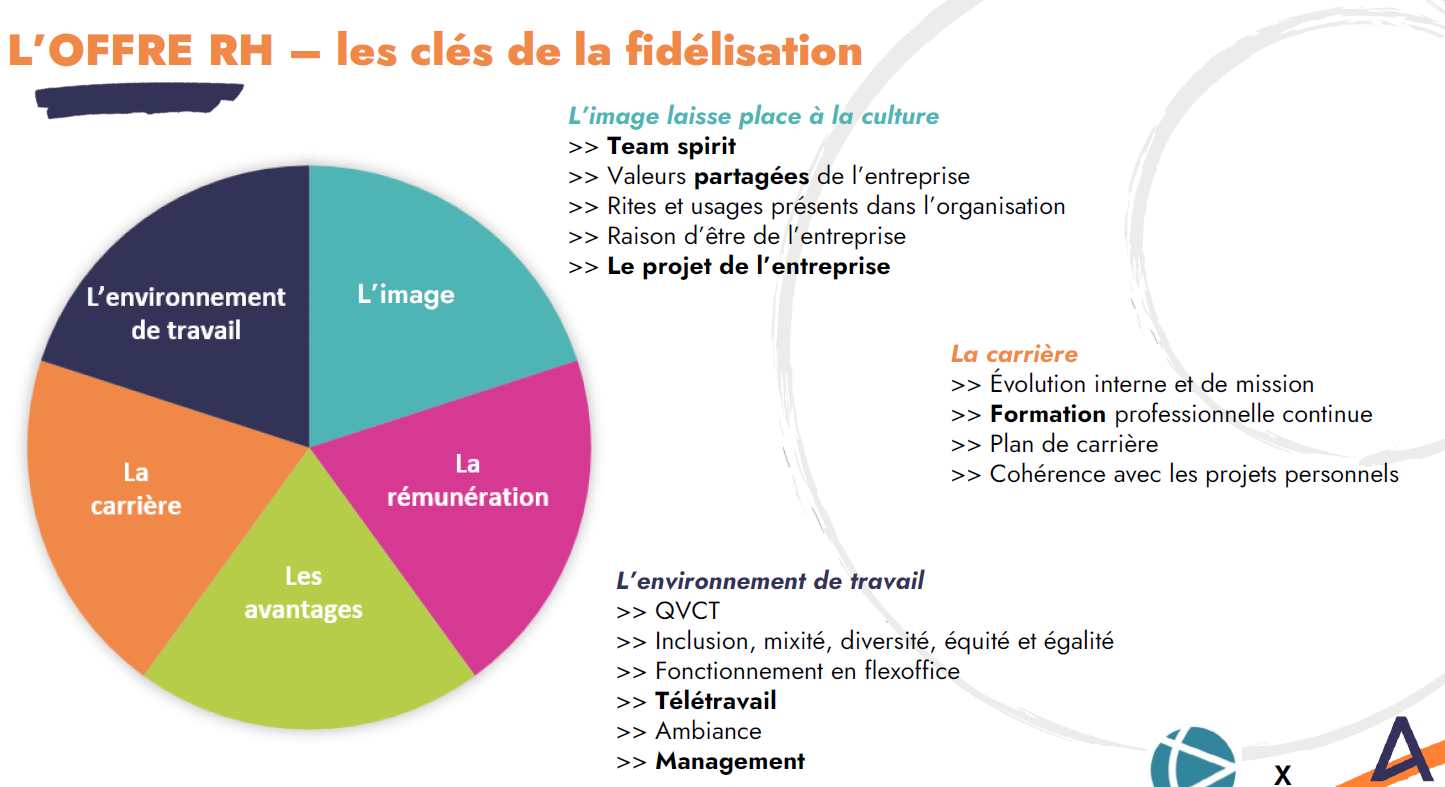 L’OFFRE RH – les clés de la fidélisation
L’image laisse place à la culture
>> Team spirit
>> Valeurs partagées de l’entreprise
>> Rites et usages présents dans l’organisation
>> Raison d’être de l’entreprise
>> Le projet de l’entreprise
L’environnement
de travail
L’image
La
carrière
La
rémunération
Les
avantages
La carrière
>> Évolution interne et de mission
>> Formation professionnelle continue
>> Plan de carrière
>> Cohérence avec les projets personnels
L’environnement de travail
>> QVCT
>> Inclusion, mixité, diversité, équité et égalité
>> Fonctionnement en flexoffice
>> Télétravail
>> Ambiance
>> Management
X
A